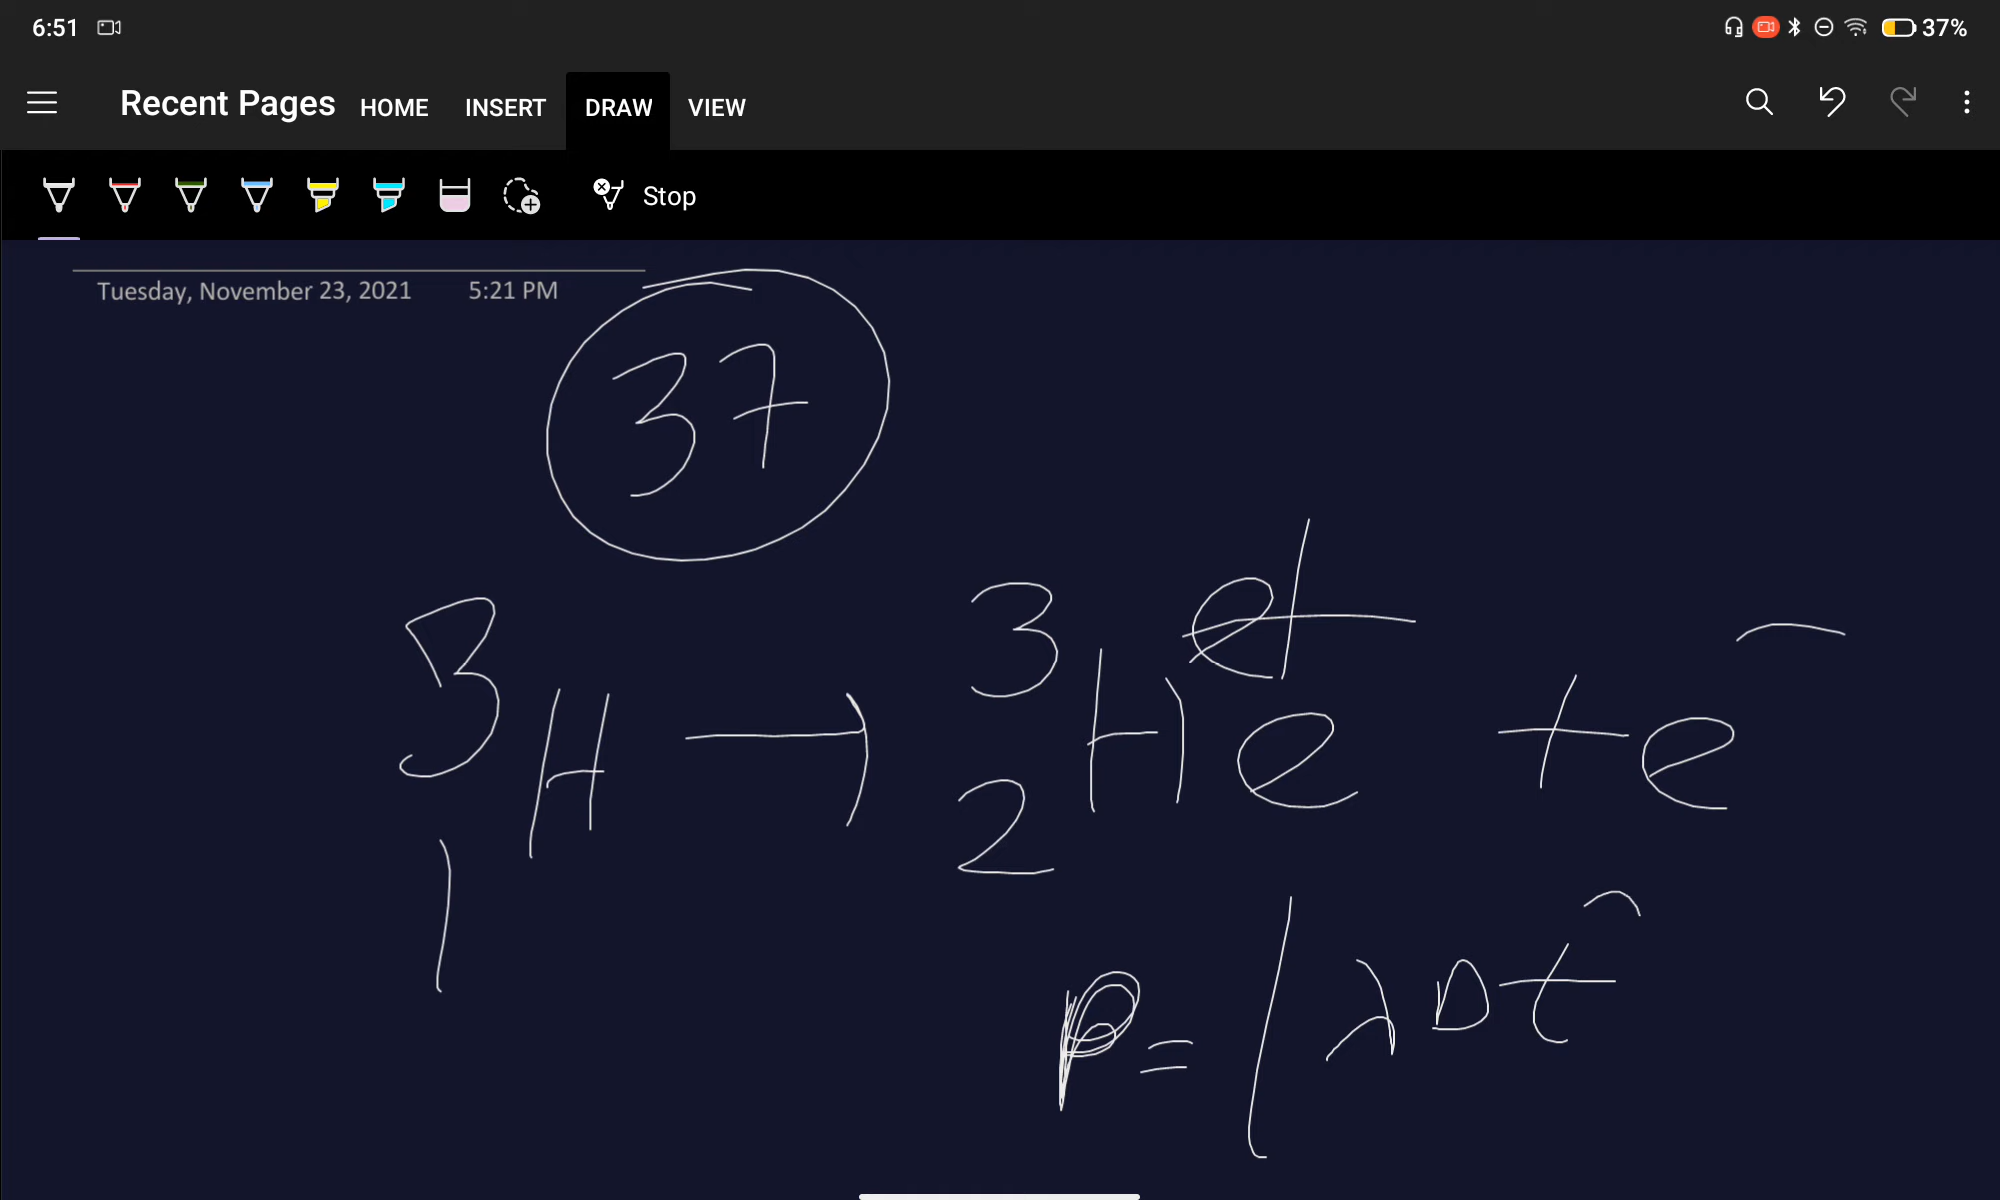 6:51 37%
Recent Pages HOME INSERT DRAW VIEW
Stop
Tuesday, November 23, 2021 5:21 PM
37
³₁H → ³₂He⁺ + e⁻
P = ( λ D t